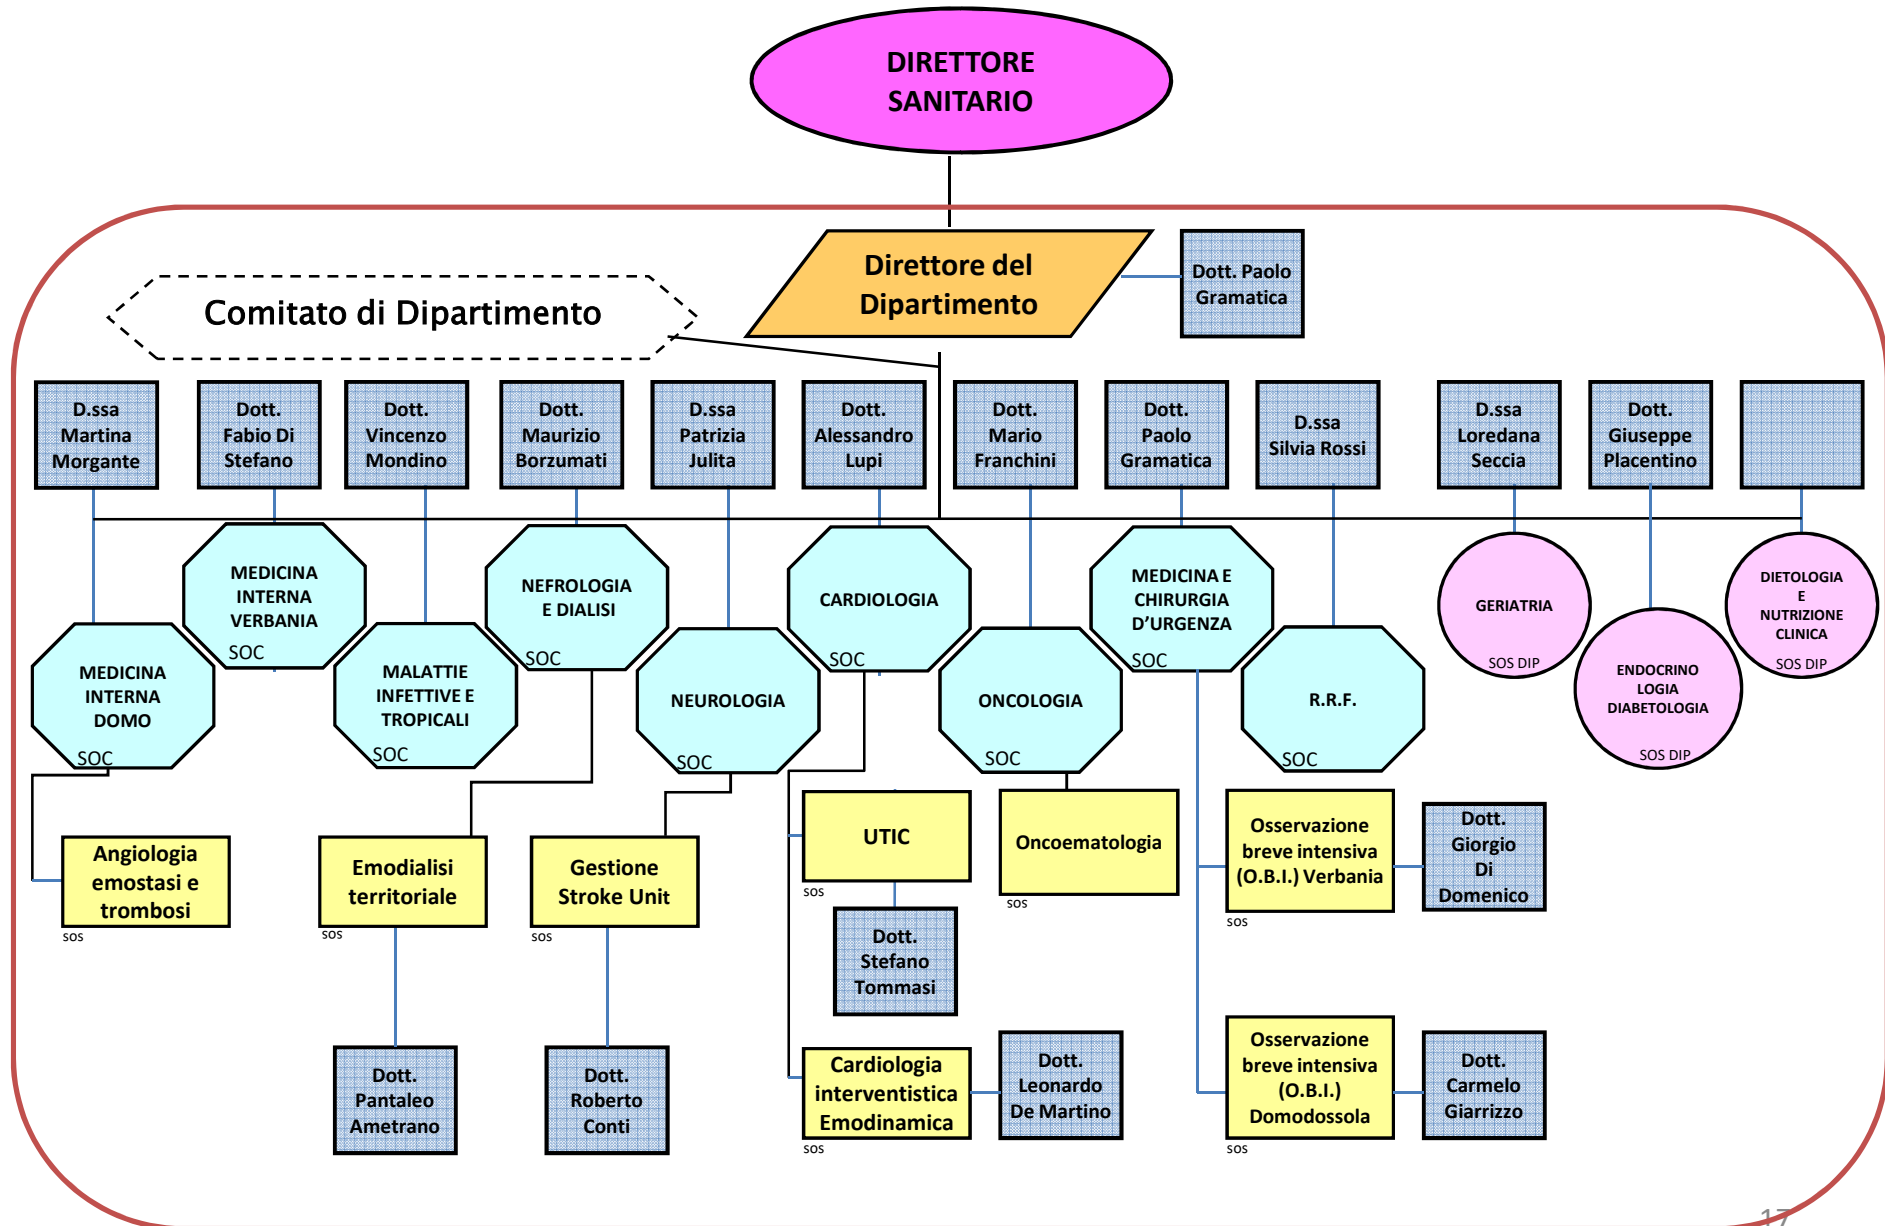 DIRETTORE
SANITARIO
Direttore del
Dipartimento
Dott. Paolo
Gramatica
Comitato di Dipartimento
D.ssa
Martina
Morgante
Dott.
Fabio Di
Stefano
Dott.
Vincenzo
Mondino
Dott.
Maurizio
Borzumati
D.ssa
Patrizia
Julita
Dott.
Alessandro
Lupi
Dott.
Mario
Franchini
Dott.
Paolo
Gramatica
D.ssa
Silvia Rossi
D.ssa
Loredana
Seccia
Dott.
Giuseppe
Placentino
MEDICINA
INTERNA
DOMO
SOC
MEDICINA
INTERNA
VERBANIA
SOC
MALATTIE
INFETTIVE E
TROPICALI
SOC
NEFROLOGIA
E DIALISI
SOC
NEUROLOGIA
SOC
CARDIOLOGIA
SOC
ONCOLOGIA
SOC
MEDICINA E
CHIRURGIA
D’URGENZA
SOC
R.R.F.
SOC
GERIATRIA
SOS DIP
ENDOCRINO
LOGIA
DIABETOLOGIA
SOS DIP
DIETOLOGIA
E
NUTRIZIONE
CLINICA
SOS DIP
Angiologia
emostasi e
trombosi
sos
Emodialisi
territoriale
sos
Gestione
Stroke Unit
sos
UTIC
sos
Oncoematologia
sos
Osservazione
breve intensiva
(O.B.I.) Verbania
sos
Dott.
Giorgio
Di
Domenico
Dott.
Stefano
Tommasi
Dott.
Pantaleo
Ametrano
Dott.
Roberto
Conti
Cardiologia
interventistica
Emodinamica
sos
Dott.
Leonardo
De Martino
Osservazione
breve intensiva
(O.B.I.)
Domodossola
sos
Dott.
Carmelo
Giarrizzo
17